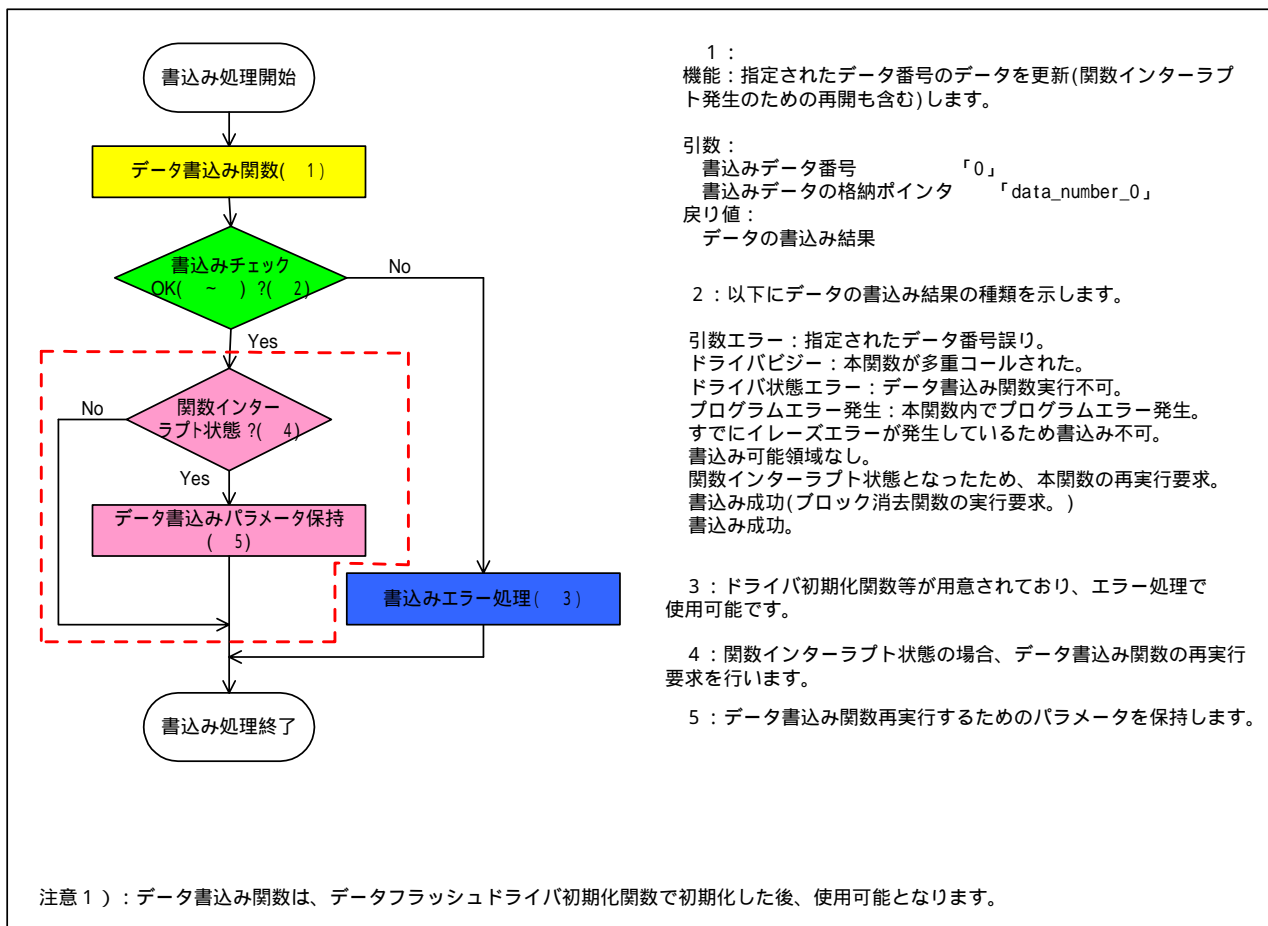 書込み処理開始
データ書込み関数(　1)
書込みチェック
OK(　~　) ?(　2)
No
Yes
関数インター
ラプト状態 ?(　4)
No
Yes
データ書込みパラメータ保持
(　5)
書込みエラー処理(　3)
書込み処理終了
1：
機能：指定されたデータ番号のデータを更新(関数インターラプ
ト発生のための再開も含む)します。
引数：
書込みデータ番号　「0」
書込みデータの格納ポインタ　「data_number_0」
戻り値：
データの書込み結果
2：以下にデータの書込み結果の種類を示します。
引数エラー：指定されたデータ番号誤り。
ドライバビジー：本関数が多重コールされた。
ドライバ状態エラー：データ書込み関数実行不可。
プログラムエラー発生：本関数内でプログラムエラー発生。
すでにイレーズエラーが発生しているため書込み不可。
書込み可能領域なし。
関数インターラプト状態となったため、本関数の再実行要求。
書込み成功(ブロック消去関数の実行要求。)
書込み成功。
3：ドライバ初期化関数等が用意されており、エラー処理で
使用可能です。
4：関数インターラプト状態の場合、データ書込み関数の再実行
要求を行います。
5：データ書込み関数再実行するためのパラメータを保持します。
注意1）：データ書込み関数は、データフラッシュドライバ初期化関数で初期化した後、使用可能となります。